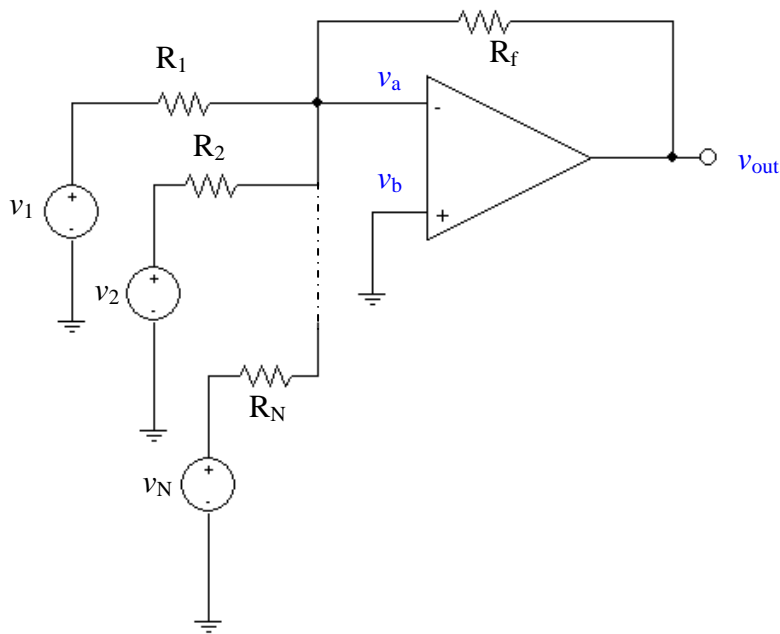 R1
Rf
va
-
R2
vb
+
v1
+
-
vout
v2
+
-
RN
vN
+
-